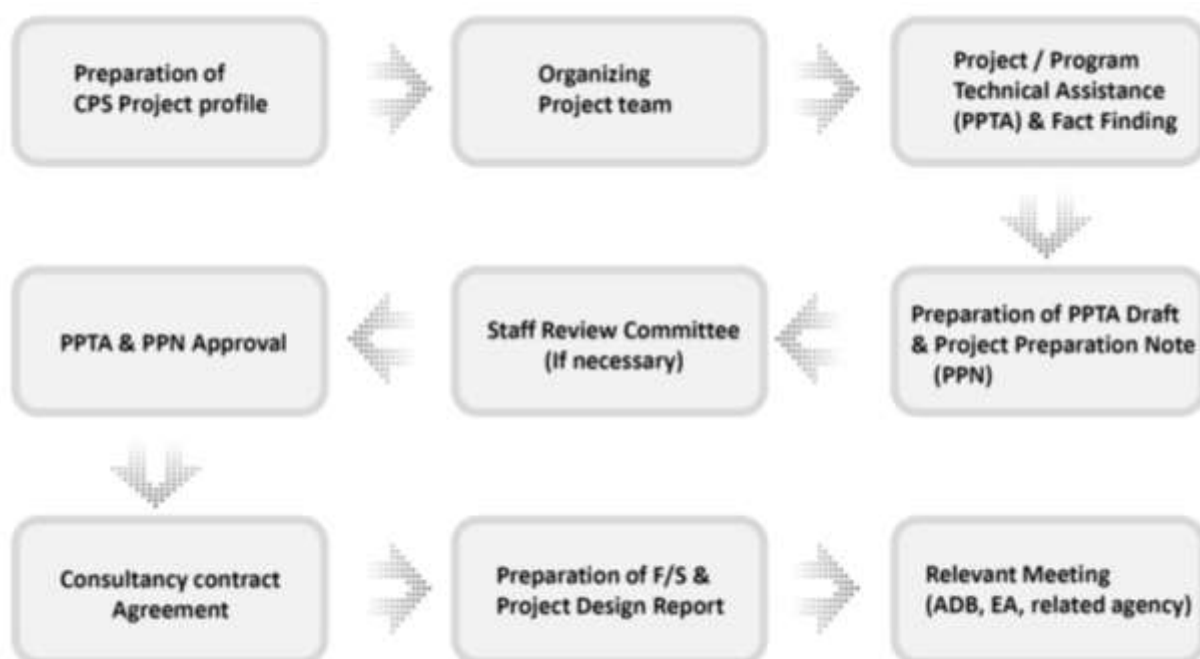 Preparation of
CPS Project profile
Organizing
Project team
Project / Program
Technical Assistance
(PPTA) & Fact Finding
Preparation of PPTA Draft
& Project Preparation Note
(PPN)
Staff Review Committee
(If necessary)
PPTA & PPN Approval
Consultancy contract
Agreement
Preparation of F/S &
Project Design Report
Relevant Meeting
(ADB, EA, related agency)